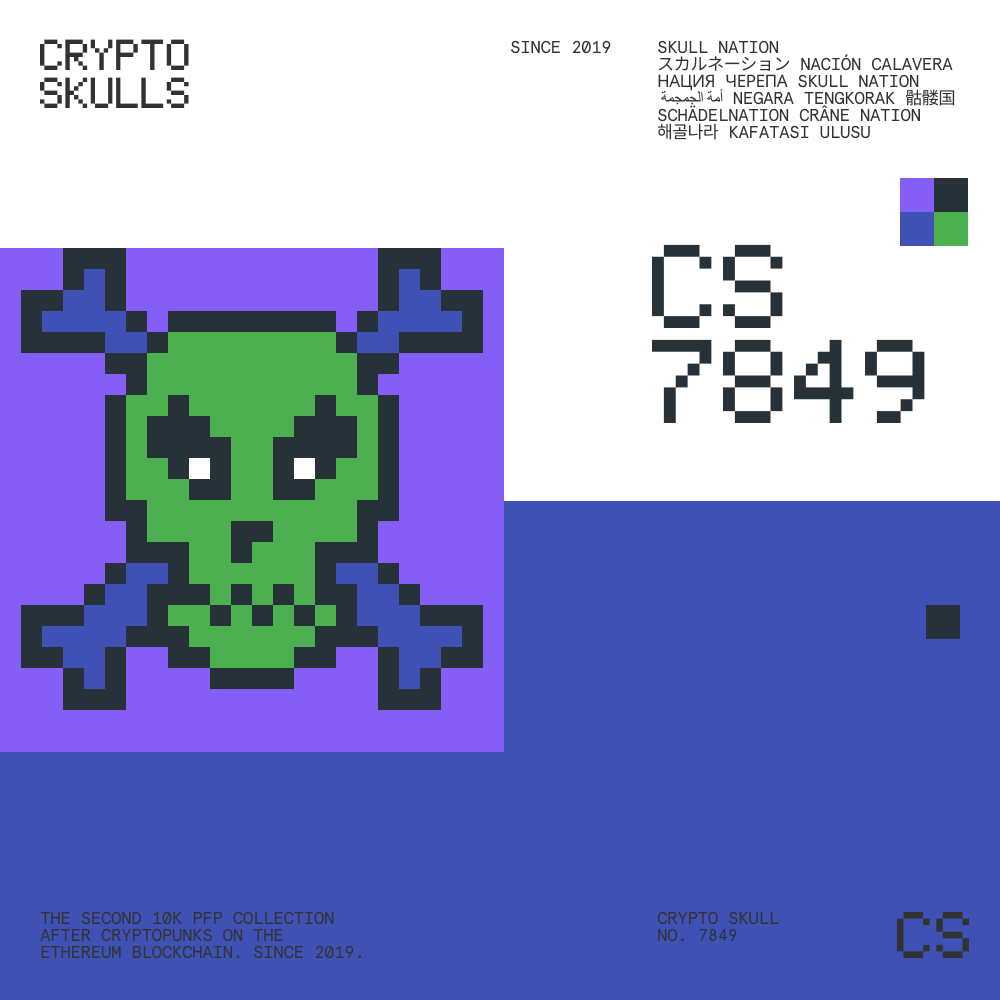 CRYPTO
SKULLS
SINCE 2019
SKULL NATION
スカルネーション NACIÓN CALAVERA
НАЦИЯ ЧЕРЕПА SKULL NATION
أمة الجمجمة NEGARA TENGKORAK 骷髅国
SCHÄDELNATION CRÂNE NATION
해골나라 KAFATASI ULUSU
CS
7849
THE SECOND 10K PFP COLLECTION
AFTER CRYPTOPUNKS ON THE
ETHEREUM BLOCKCHAIN. SINCE 2019.
CRYPTO SKULL
NO. 7849
CS